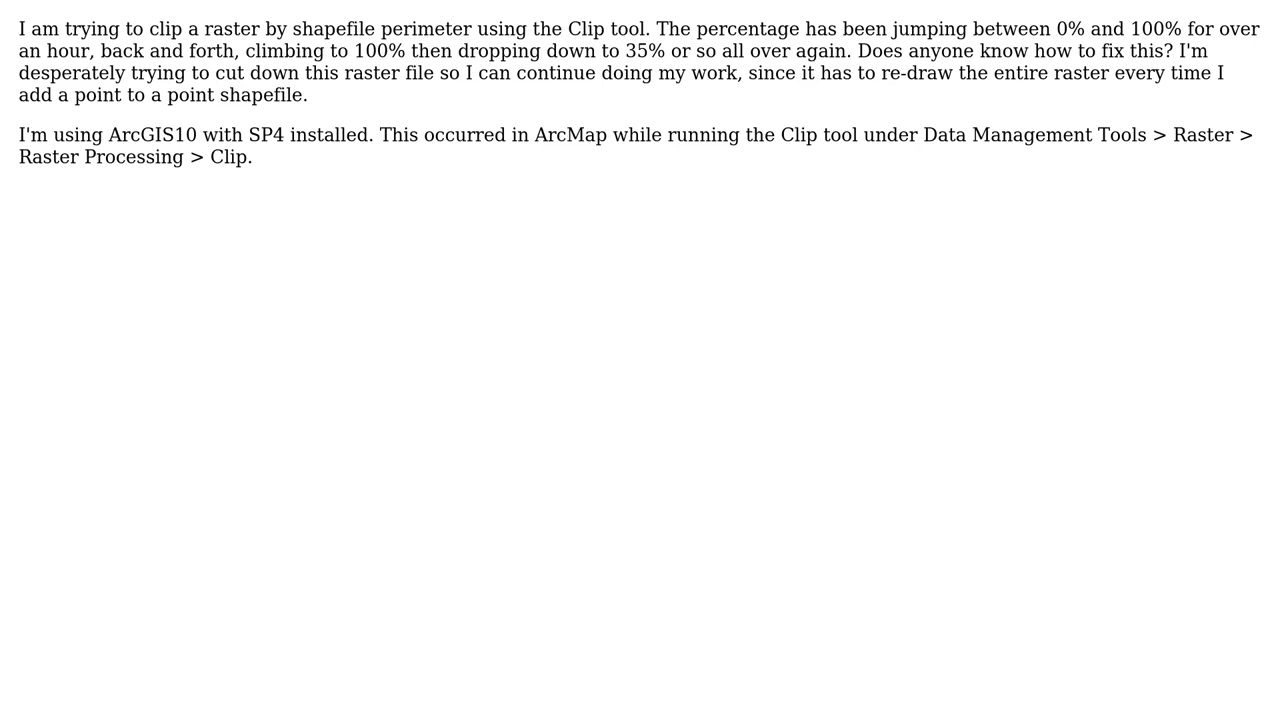 I am trying to clip a raster by shapefile perimeter using the Clip tool. The percentage has been jumping between 0% and 100% for over
an hour, back and forth, climbing to 100% then dropping down to 35% or so all over again. Does anyone know how to fix this? I'm
desperately trying to cut down this raster file so I can continue doing my work, since it has to re-draw the entire raster every time I
add a point to a point shapefile.
I'm using ArcGIS10 with SP4 installed. This occurred in ArcMap while running the Clip tool under Data Management Tools > Raster >
Raster Processing > Clip.